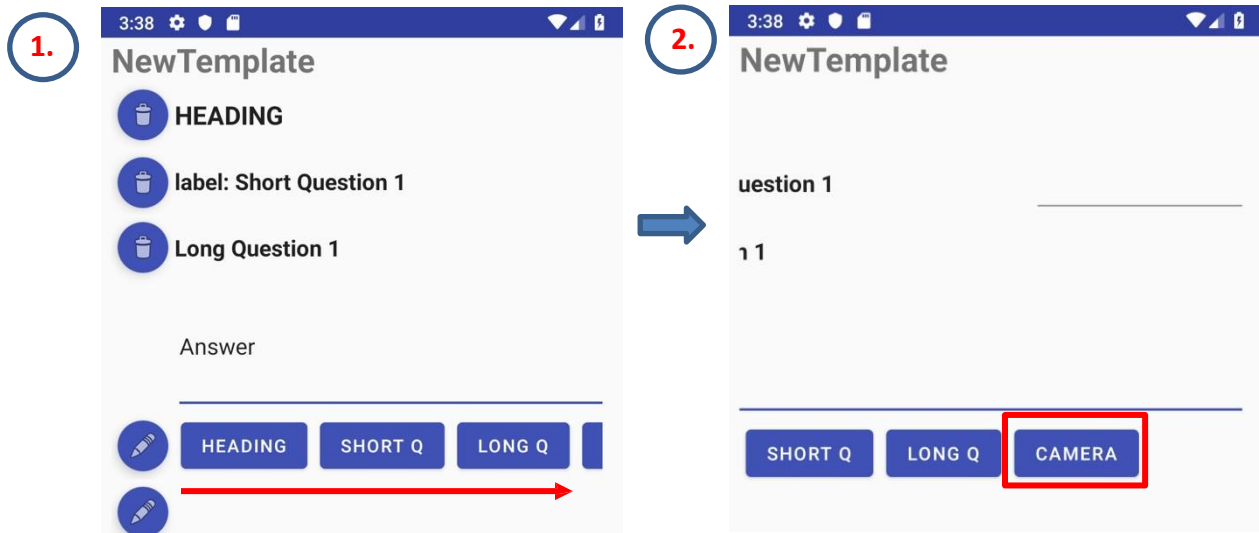 1.
3:38
NewTemplate
HEADING
label: Short Question 1
Long Question 1
Answer
HEADING SHORT Q LONG Q
2.
3:38
NewTemplate
uestion 1
1
SHORT Q LONG Q CAMERA